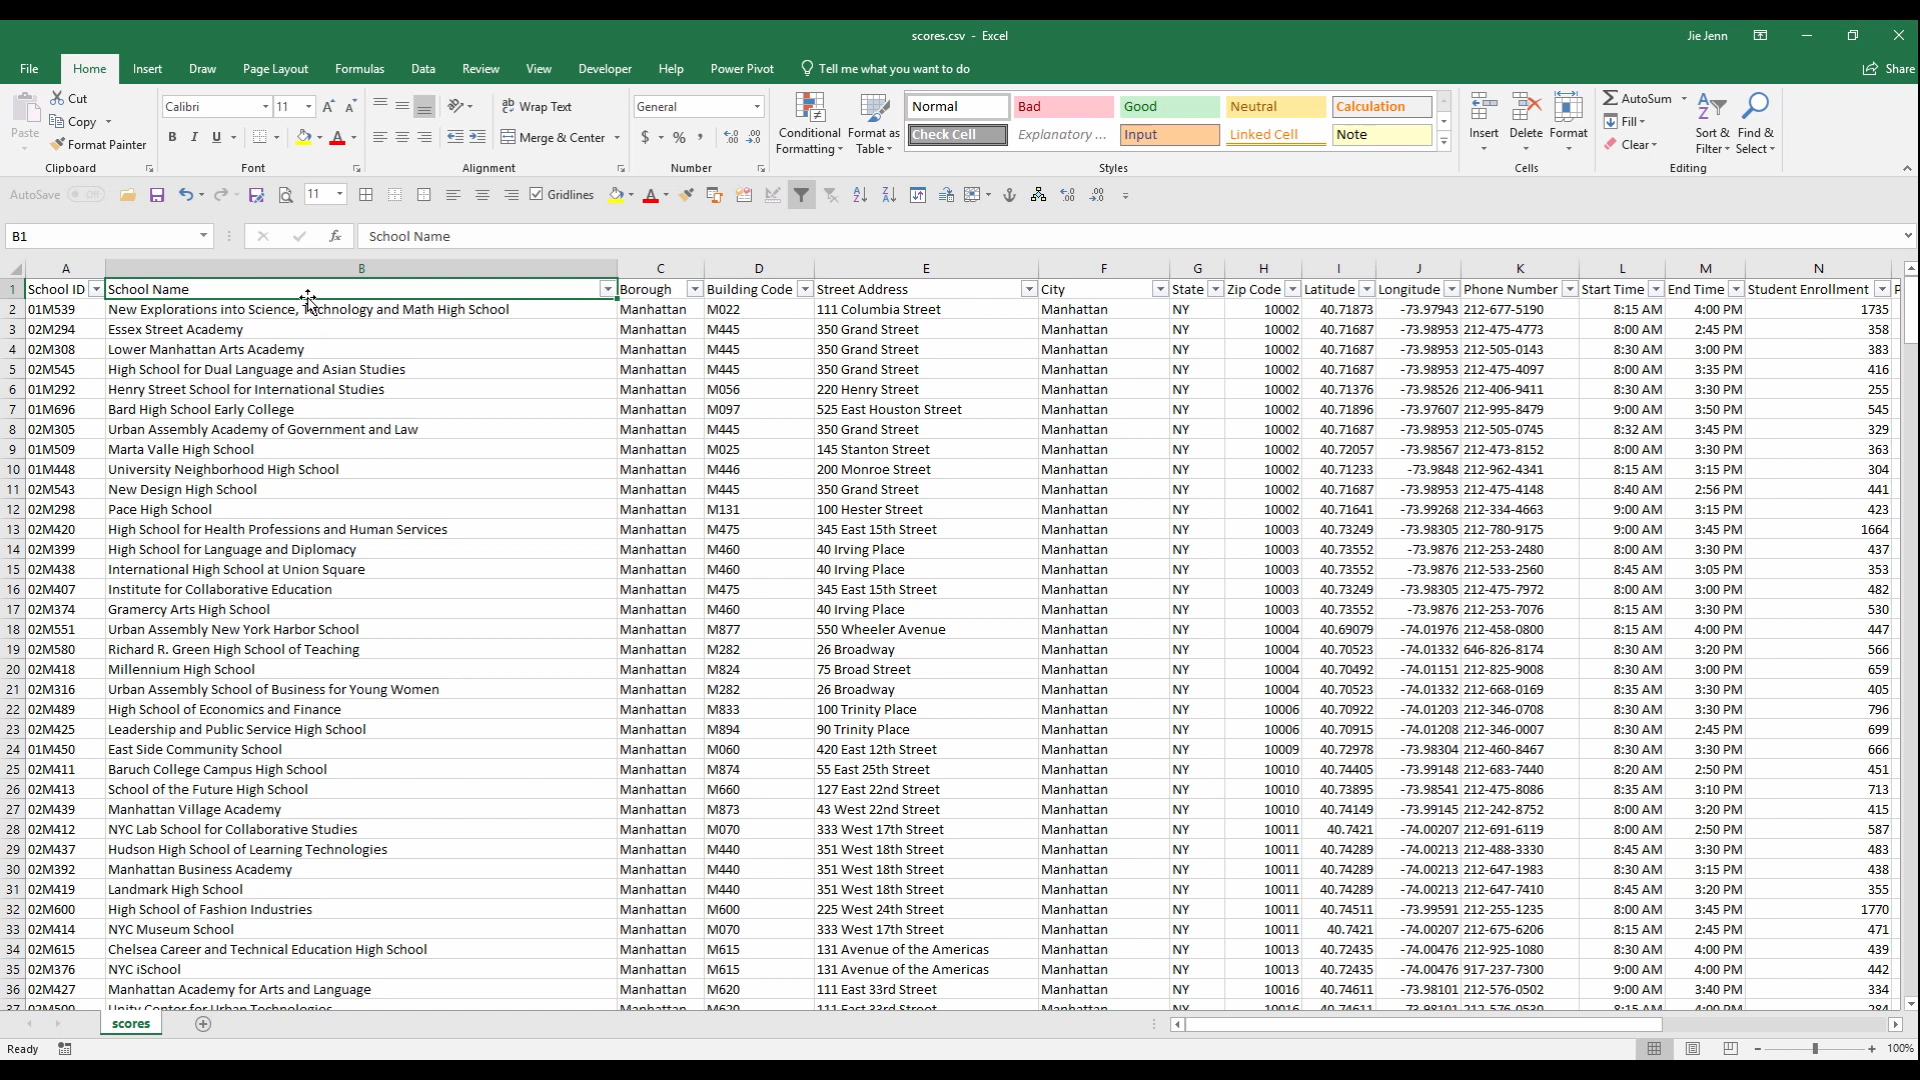 scores.csv - Excel
Jie Jenn
File Home Insert Draw Page Layout Formulas Data Review View Developer Help Power Pivot Tell me what you want to do Share
Paste Cut Copy Format Painter Clipboard
Calibri 11 B I U Font
Wrap Text Merge & Center Alignment
General $ % , Number
Conditional Formatting Format as Table
Normal Bad Good Neutral Calculation
Check Cell Explanatory ... Input Linked Cell Note
Styles
Insert Delete Format Cells
AutoSum Fill Clear Sort & Filter Find & Select Editing
AutoSave Off 11 Gridlines
B1 fx School Name
A B C D E F G H I J K L M N
1 School ID School Name Borough Building Code Street Address City State Zip Code Latitude Longitude Phone Number Start Time End Time Student Enrollment P
2 01M539 New Explorations into Science, Technology and Math High School Manhattan M022 111 Columbia Street Manhattan NY 10002 40.71873 -73.97943 212-677-5190 8:15 AM 4:00 PM 1735
3 02M294 Essex Street Academy Manhattan M445 350 Grand Street Manhattan NY 10002 40.71687 -73.98953 212-475-4773 8:00 AM 2:45 PM 358
4 02M308 Lower Manhattan Arts Academy Manhattan M445 350 Grand Street Manhattan NY 10002 40.71687 -73.98953 212-505-0143 8:30 AM 3:00 PM 383
5 02M545 High School for Dual Language and Asian Studies Manhattan M445 350 Grand Street Manhattan NY 10002 40.71687 -73.98953 212-475-4097 8:00 AM 3:35 PM 416
6 01M292 Henry Street School for International Studies Manhattan M056 220 Henry Street Manhattan NY 10002 40.71376 -73.98526 212-406-9411 8:30 AM 3:30 PM 255
7 01M696 Bard High School Early College Manhattan M097 525 East Houston Street Manhattan NY 10002 40.71896 -73.97607 212-995-8479 9:00 AM 3:50 PM 545
8 02M305 Urban Assembly Academy of Government and Law Manhattan M445 350 Grand Street Manhattan NY 10002 40.71687 -73.98953 212-505-0745 8:32 AM 3:45 PM 329
9 01M509 Marta Valle High School Manhattan M025 145 Stanton Street Manhattan NY 10002 40.72057 -73.98567 212-473-8152 8:00 AM 3:30 PM 363
10 01M448 University Neighborhood High School Manhattan M446 200 Monroe Street Manhattan NY 10002 40.71233 -73.9848 212-962-4341 8:15 AM 3:15 PM 304
11 02M543 New Design High School Manhattan M445 350 Grand Street Manhattan NY 10002 40.71687 -73.98953 212-475-4148 8:40 AM 2:56 PM 441
12 02M298 Pace High School Manhattan M131 100 Hester Street Manhattan NY 10002 40.71641 -73.99268 212-334-4663 9:00 AM 3:15 PM 423
13 02M420 High School for Health Professions and Human Services Manhattan M475 345 East 15th Street Manhattan NY 10003 40.73249 -73.98305 212-780-9175 9:00 AM 3:45 PM 1664
14 02M399 High School for Language and Diplomacy Manhattan M460 40 Irving Place Manhattan NY 10003 40.73552 -73.9876 212-253-2480 8:00 AM 3:30 PM 437
15 02M438 International High School at Union Square Manhattan M460 40 Irving Place Manhattan NY 10003 40.73552 -73.9876 212-533-2560 8:45 AM 3:05 PM 353
16 02M407 Institute for Collaborative Education Manhattan M475 345 East 15th Street Manhattan NY 10003 40.73249 -73.98305 212-475-7972 8:00 AM 3:00 PM 482
17 02M374 Gramercy Arts High School Manhattan M460 40 Irving Place Manhattan NY 10003 40.73552 -73.9876 212-253-7076 8:15 AM 3:30 PM 530
18 02M551 Urban Assembly New York Harbor School Manhattan M877 550 Wheeler Avenue Manhattan NY 10004 40.69079 -74.01976 212-458-0800 8:15 AM 4:00 PM 447
19 02M580 Richard R. Green High School of Teaching Manhattan M282 26 Broadway Manhattan NY 10004 40.70523 -74.01332 646-826-8174 8:30 AM 3:20 PM 566
20 02M418 Millennium High School Manhattan M824 75 Broad Street Manhattan NY 10004 40.70492 -74.01151 212-825-9008 8:30 AM 3:00 PM 659
21 02M316 Urban Assembly School of Business for Young Women Manhattan M282 26 Broadway Manhattan NY 10004 40.70523 -74.01332 212-668-0169 8:35 AM 3:30 PM 405
22 02M489 High School of Economics and Finance Manhattan M833 100 Trinity Place Manhattan NY 10006 40.70922 -74.01203 212-346-0708 8:30 AM 3:30 PM 796
23 02M425 Leadership and Public Service High School Manhattan M894 90 Trinity Place Manhattan NY 10006 40.70915 -74.01208 212-346-0007 8:30 AM 2:45 PM 699
24 01M450 East Side Community School Manhattan M060 420 East 12th Street Manhattan NY 10009 40.72978 -73.98304 212-460-8467 8:30 AM 3:30 PM 666
25 02M411 Baruch College Campus High School Manhattan M874 55 East 25th Street Manhattan NY 10010 40.74405 -73.99148 212-683-7440 8:20 AM 2:50 PM 451
26 02M413 School of the Future High School Manhattan M660 127 East 22nd Street Manhattan NY 10010 40.73895 -73.98541 212-475-8086 8:35 AM 3:10 PM 713
27 02M439 Manhattan Village Academy Manhattan M873 43 West 22nd Street Manhattan NY 10010 40.74149 -73.99145 212-242-8752 8:00 AM 3:20 PM 415
28 02M412 NYC Lab School for Collaborative Studies Manhattan M070 333 West 17th Street Manhattan NY 10011 40.7421 -74.00207 212-691-6119 8:00 AM 2:50 PM 587
29 02M437 Hudson High School of Learning Technologies Manhattan M440 351 West 18th Street Manhattan NY 10011 40.74289 -74.00213 212-488-3330 8:45 AM 3:30 PM 483
30 02M392 Manhattan Business Academy Manhattan M440 351 West 18th Street Manhattan NY 10011 40.74289 -74.00213 212-647-1983 8:30 AM 3:15 PM 438
31 02M419 Landmark High School Manhattan M440 351 West 18th Street Manhattan NY 10011 40.74289 -74.00213 212-647-7410 8:45 AM 3:20 PM 355
32 02M600 High School of Fashion Industries Manhattan M600 225 West 24th Street Manhattan NY 10011 40.74511 -73.99591 212-255-1235 8:00 AM 3:45 PM 1770
33 02M414 NYC Museum School Manhattan M070 333 West 17th Street Manhattan NY 10011 40.7421 -74.00207 212-675-6206 8:15 AM 2:45 PM 471
34 02M615 Chelsea Career and Technical Education High School Manhattan M615 131 Avenue of the Americas Manhattan NY 10013 40.72435 -74.00476 212-925-1080 8:30 AM 4:00 PM 439
35 02M376 NYC iSchool Manhattan M615 131 Avenue of the Americas Manhattan NY 10013 40.72435 -74.00476 917-237-7300 9:00 AM 4:00 PM 442
36 02M427 Manhattan Academy for Arts and Language Manhattan M620 111 East 33rd Street Manhattan NY 10016 40.74611 -73.98101 212-576-0502 9:00 AM 3:40 PM 334
37 02M500 Unity Center for Urban Technologies Manhattan M620 111 East 33rd Street Manhattan NY 10016 40.74611 -73.98101 212-576-0530 8:15 AM 4:00 PM 284
scores
Ready 100%